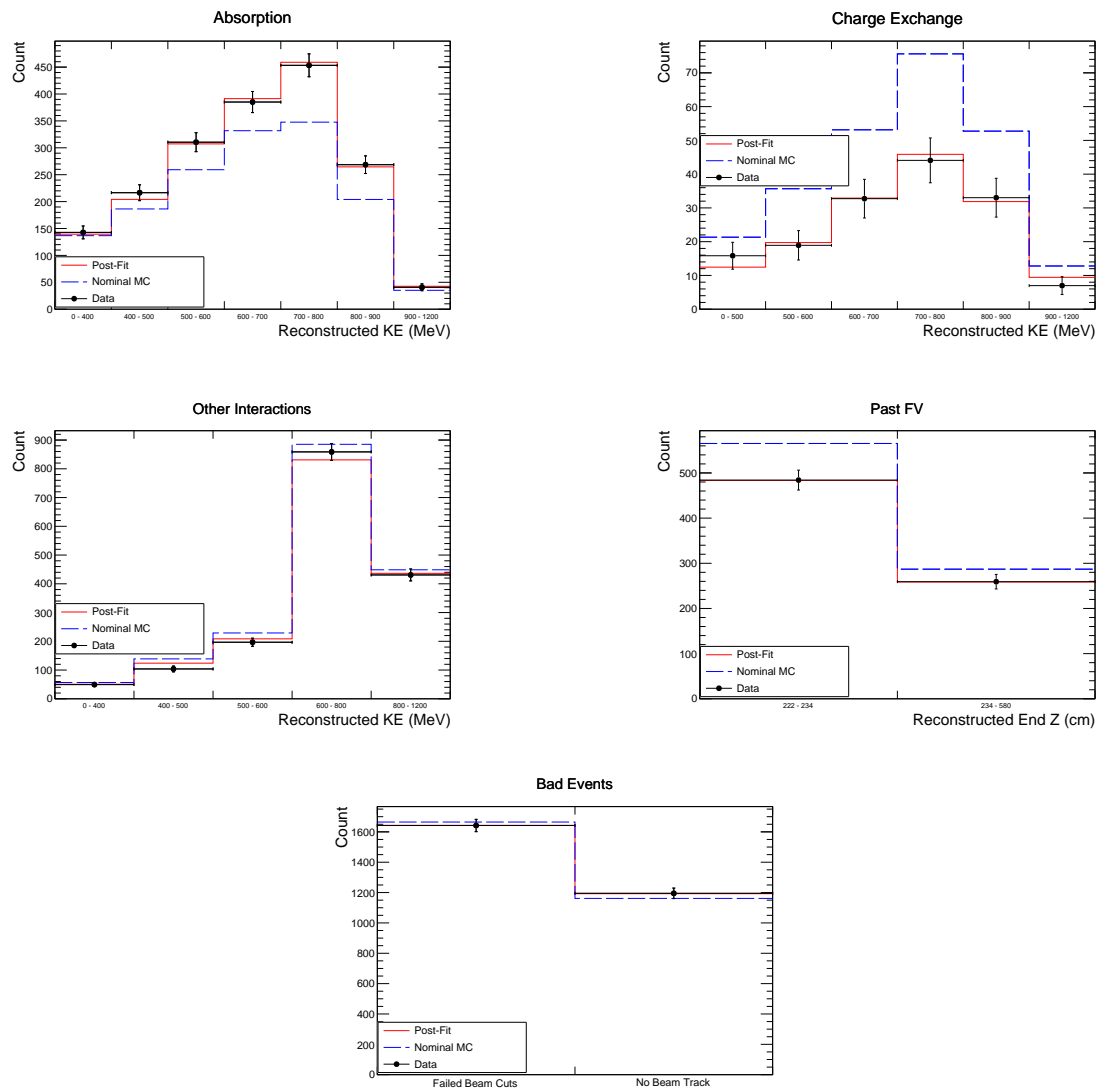 Absorption
Count
450
400
350
300
250
200
150
100
50
0
Post-Fit
Nominal MC
Data
0 - 400
400 - 500
500 - 600
600 - 700
700 - 800
800 - 900
900 - 1200
Reconstructed KE (MeV)
Charge Exchange
Count
70
60
50
40
30
20
10
0
Post-Fit
Nominal MC
Data
0 - 500
500 - 600
600 - 700
700 - 800
800 - 900
900 - 1200
Reconstructed KE (MeV)
Other Interactions
Count
900
800
700
600
500
400
300
200
100
0
Post-Fit
Nominal MC
Data
0 - 400
400 - 500
500 - 600
600 - 800
800 - 1200
Reconstructed KE (MeV)
Past FV
Count
500
400
300
200
100
0
Post-Fit
Nominal MC
Data
222 - 234
234 - 580
Reconstructed End Z (cm)
Bad Events
Count
1600
1400
1200
1000
800
600
400
200
0
Post-Fit
Nominal MC
Data
Failed Beam Cuts
No Beam Track